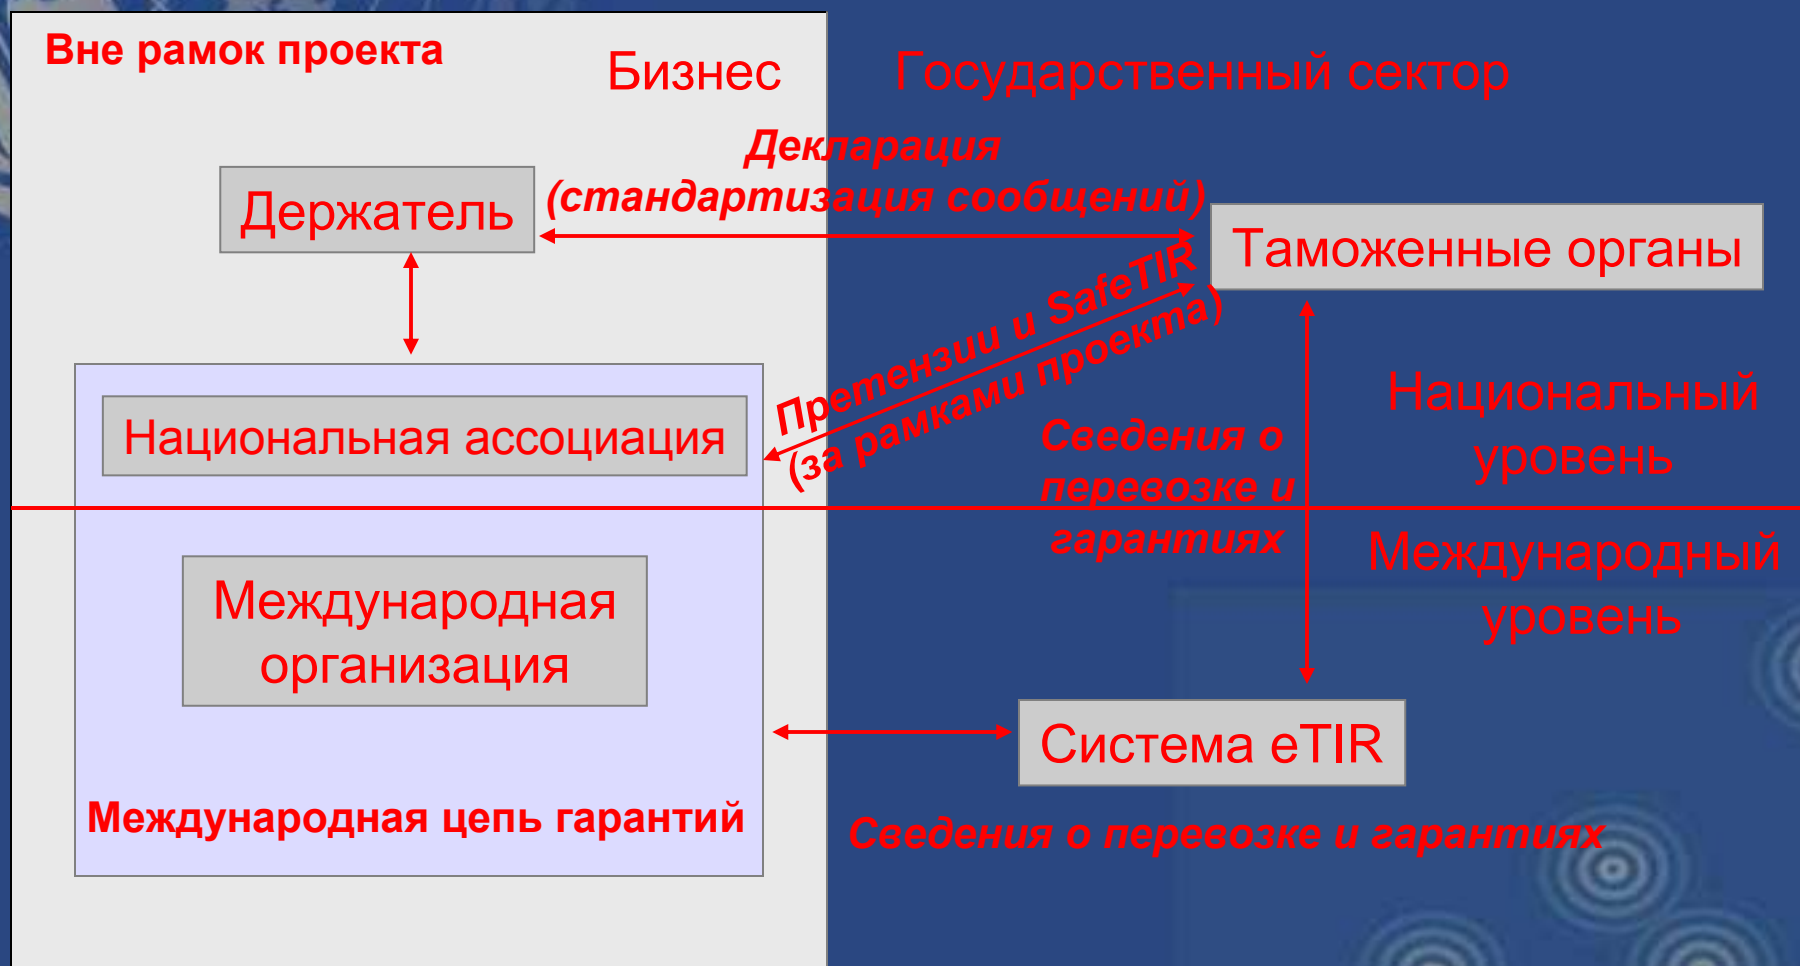 Вне рамок проекта
Бизнес
Государственный сектор
Декларация
(стандартизация сообщений)
Держатель
Таможенные органы
Претензии и SafeTIR
(за рамками проекта)
Национальная ассоциация
Сведения о
перевозке и
гарантиях
Национальный
уровень
Международный
уровень
Международная
организация
Система eTIR
Международная цепь гарантий
Сведения о перевозке и гарантиях